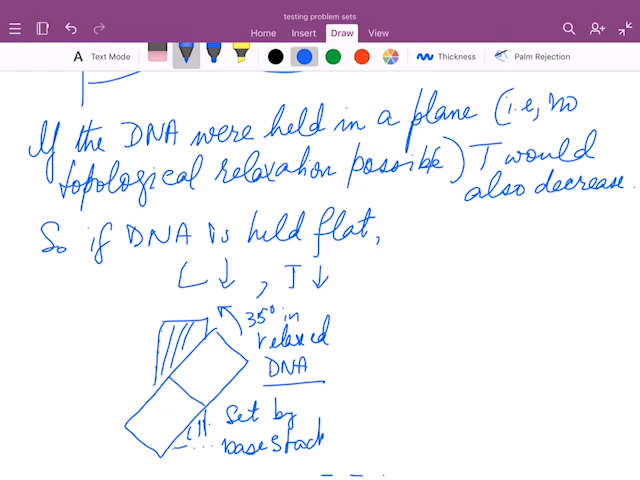 testing problem sets
Home Insert Draw View
A Text Mode Thickness Palm Rejection
If the DNA were held in a plane (i.e, no
topological relaxation possible) T would
also decrease.
So if DNA is held flat,
L ↓ , T ↓
35° in
relaxed
DNA
Set by
base stack